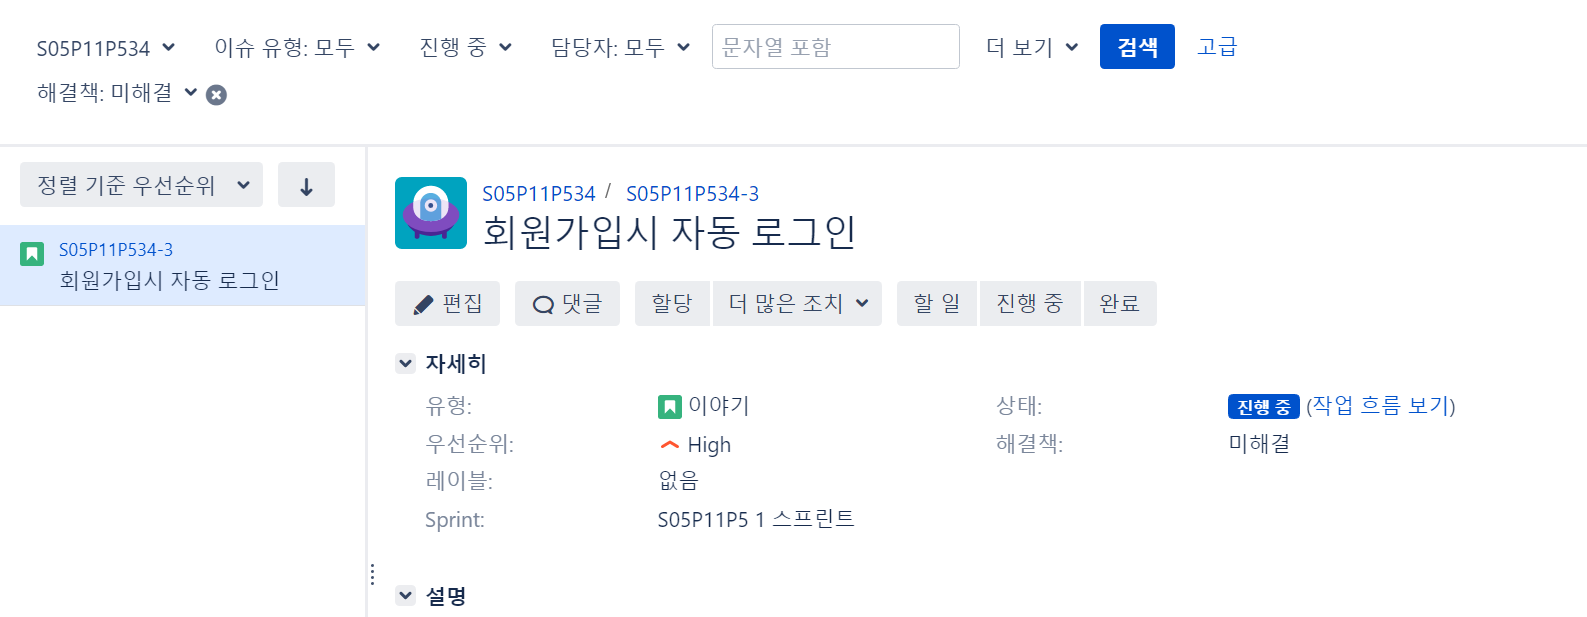 S05P11P534 이슈 유형: 모두 진행 중 담당자: 모두 문자열 포함 더 보기 검색 고급
해결책: 미해결
정렬 기준 우선순위
S05P11P534-3
회원가입시 자동 로그인
S05P11P534 / S05P11P534-3
회원가입시 자동 로그인
편집 댓글 할당 더 많은 조치 할 일 진행 중 완료
자세히
유형: 이야기 상태: 진행 중 (작업 흐름 보기)
우선순위: High 해결책: 미해결
레이블: 없음
Sprint: S05P11P5 1 스프린트
설명